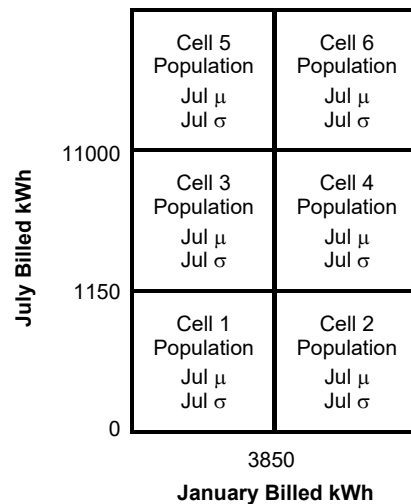 Cell 5
Population
Jul μ
Jul σ
Cell 6
Population
Jul μ
Jul σ
11000
Cell 3
Population
Jul μ
Jul σ
Cell 4
Population
Jul μ
Jul σ
July Billed kWh
1150
Cell 1
Population
Jul μ
Jul σ
Cell 2
Population
Jul μ
Jul σ
0
3850
January Billed kWh